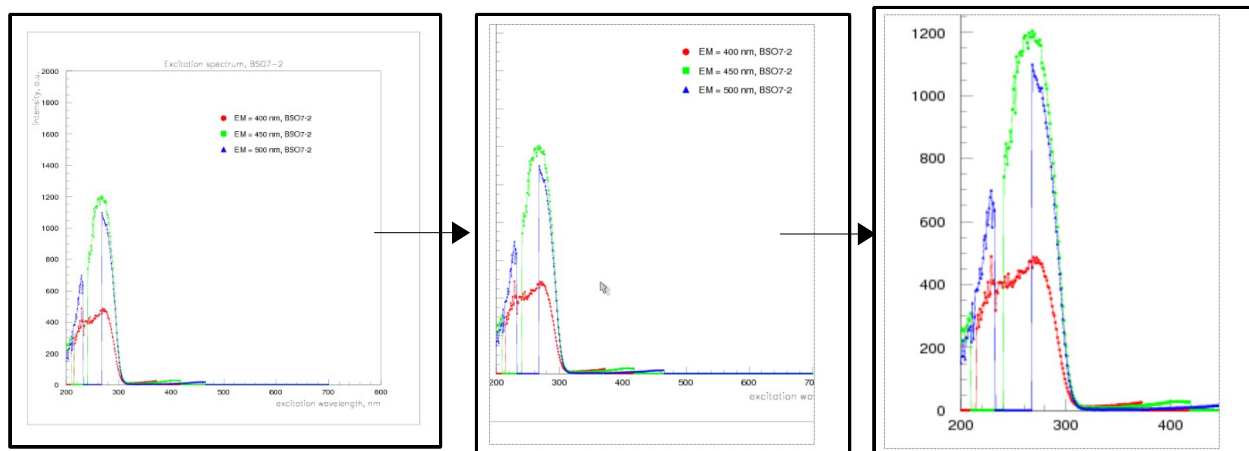 Excitation spectrum, BSO7-2
intensity, a.u.
2000
1800
1600
1400
1200
1000
800
600
400
200
0
EM = 400 nm, BSO7-2
EM = 450 nm, BSO7-2
EM = 500 nm, BSO7-2
200 300 400 500 600 700 800
excitation wavelength, nm
EM = 400 nm, BSO7-2
EM = 450 nm, BSO7-2
EM = 500 nm, BSO7-2
200 300 400 500 600 70
excitation wa
1200
1000
800
600
400
200
0
200 300 400